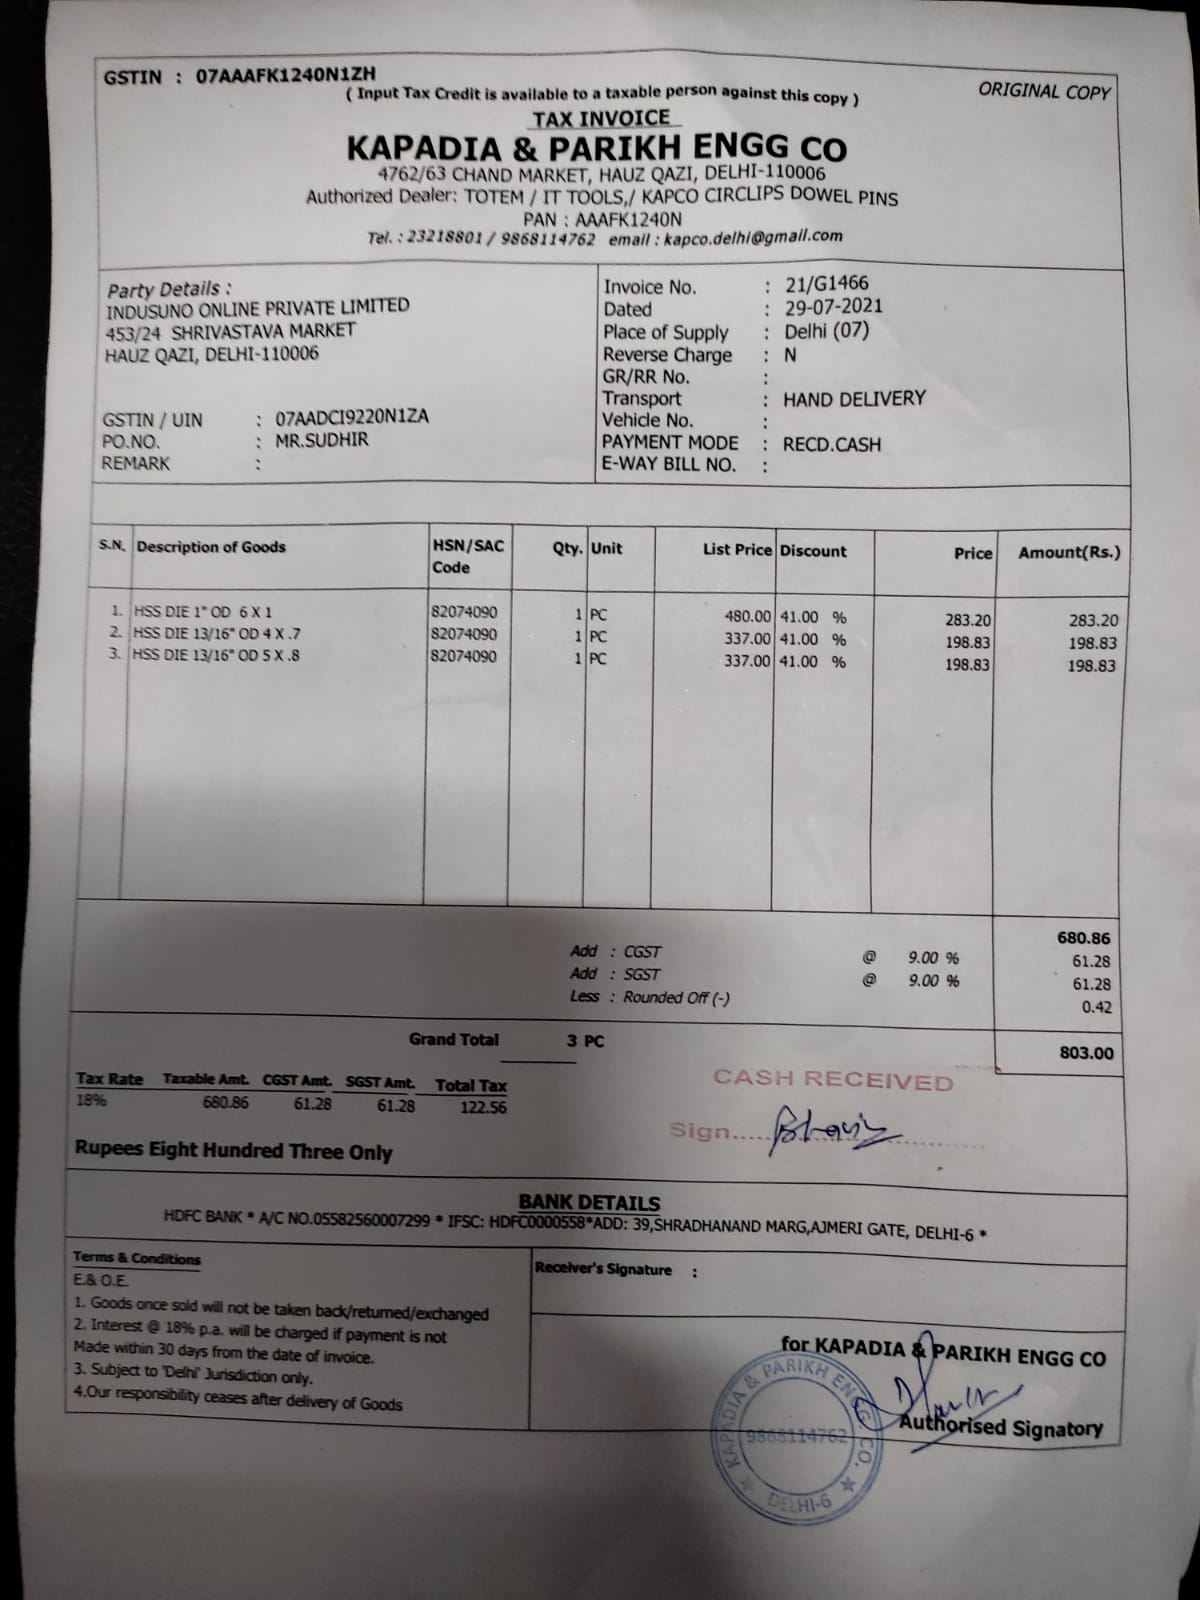 GSTIN : 07AAAFK1240N1ZH
ORIGINAL COPY
( Input Tax Credit is available to a taxable person against this copy )
TAX INVOICE
KAPADIA & PARIKH ENGG CO
4762/63 CHAND MARKET, HAUZ QAZI, DELHI-110006
Authorized Dealer: TOTEM / IT TOOLS,/ KAPCO CIRCLIPS DOWEL PINS
PAN : AAAFK1240N
Tel. : 23218801 / 9868114762 email : kapco.delhi@gmail.com
Party Details :
INDUSUNO ONLINE PRIVATE LIMITED
453/24 SHRIVASTAVA MARKET
HAUZ QAZI, DELHI-110006
GSTIN / UIN : 07AADCI9220N1ZA
PO.NO. : MR.SUDHIR
REMARK :
Invoice No. : 21/G1466
Dated : 29-07-2021
Place of Supply : Delhi (07)
Reverse Charge : N
GR/RR No. :
Transport : HAND DELIVERY
Vehicle No. :
PAYMENT MODE : RECD.CASH
E-WAY BILL NO. :
S.N. Description of Goods HSN/SAC Code Qty. Unit List Price Discount Price Amount(Rs.)
1. HSS DIE 1" OD 6 X 1 82074090 1 PC 480.00 41.00 % 283.20 283.20
2. HSS DIE 13/16" OD 4 X .7 82074090 1 PC 337.00 41.00 % 198.83 198.83
3. HSS DIE 13/16" OD 5 X .8 82074090 1 PC 337.00 41.00 % 198.83 198.83
680.86
Add : CGST @ 9.00 % 61.28
Add : SGST @ 9.00 % 61.28
Less : Rounded Off (-) 0.42
Grand Total 3 PC 803.00
Tax Rate Taxable Amt. CGST Amt. SGST Amt. Total Tax
18% 680.86 61.28 61.28 122.56
CASH RECEIVED
Sign.....
Rupees Eight Hundred Three Only
BANK DETAILS
HDFC BANK * A/C NO.05582560007299 * IFSC: HDFC0000558*ADD: 39,SHRADHANAND MARG,AJMERI GATE, DELHI-6 *
Terms & Conditions
E.& O.E.
1. Goods once sold will not be taken back/returned/exchanged
2. Interest @ 18% p.a. will be charged if payment is not
Made within 30 days from the date of invoice.
3. Subject to 'Delhi' Jurisdiction only.
4.Our responsibility ceases after delivery of Goods
Receiver's Signature :
for KAPADIA & PARIKH ENGG CO
Authorised Signatory
KAPADIA & PARIKH ENGG. CO.
9868114762
DELHI-6